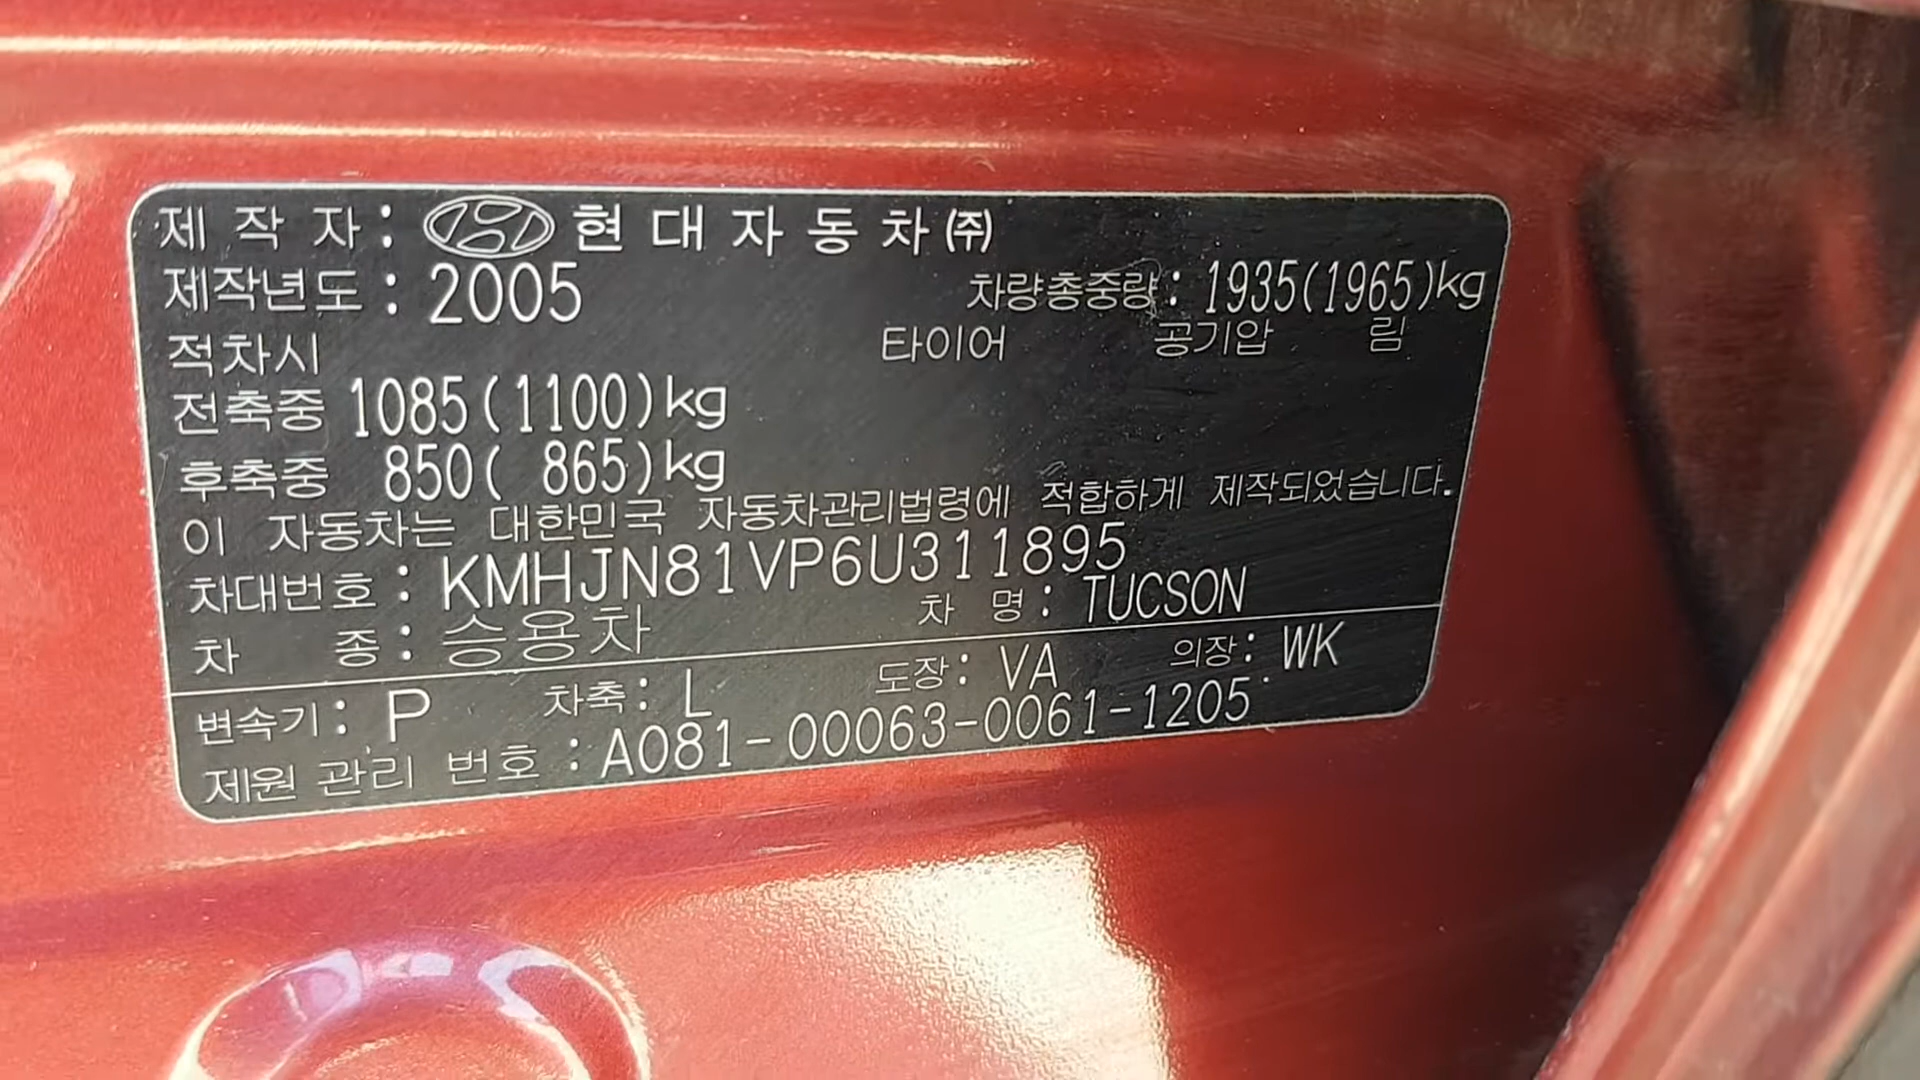 제 작 자 : 현 대 자 동 차 ㈜
제작년도 : 2005 차량총중량 : 1935(1965)kg
적차시 타이어 공기압 림
전축중 1085(1100)kg
후축중 850( 865)kg
이 자동차는 대한민국 자동차관리법령에 적합하게 제작되었습니다.
차대번호 : KMHJN81VP6U311895
차 종 : 승용차 차 명 : TUCSON
변속기 : P 차축 : L 도장 : VA 의장 : WK
제원 관리 번호 : A081-00063-0061-1205